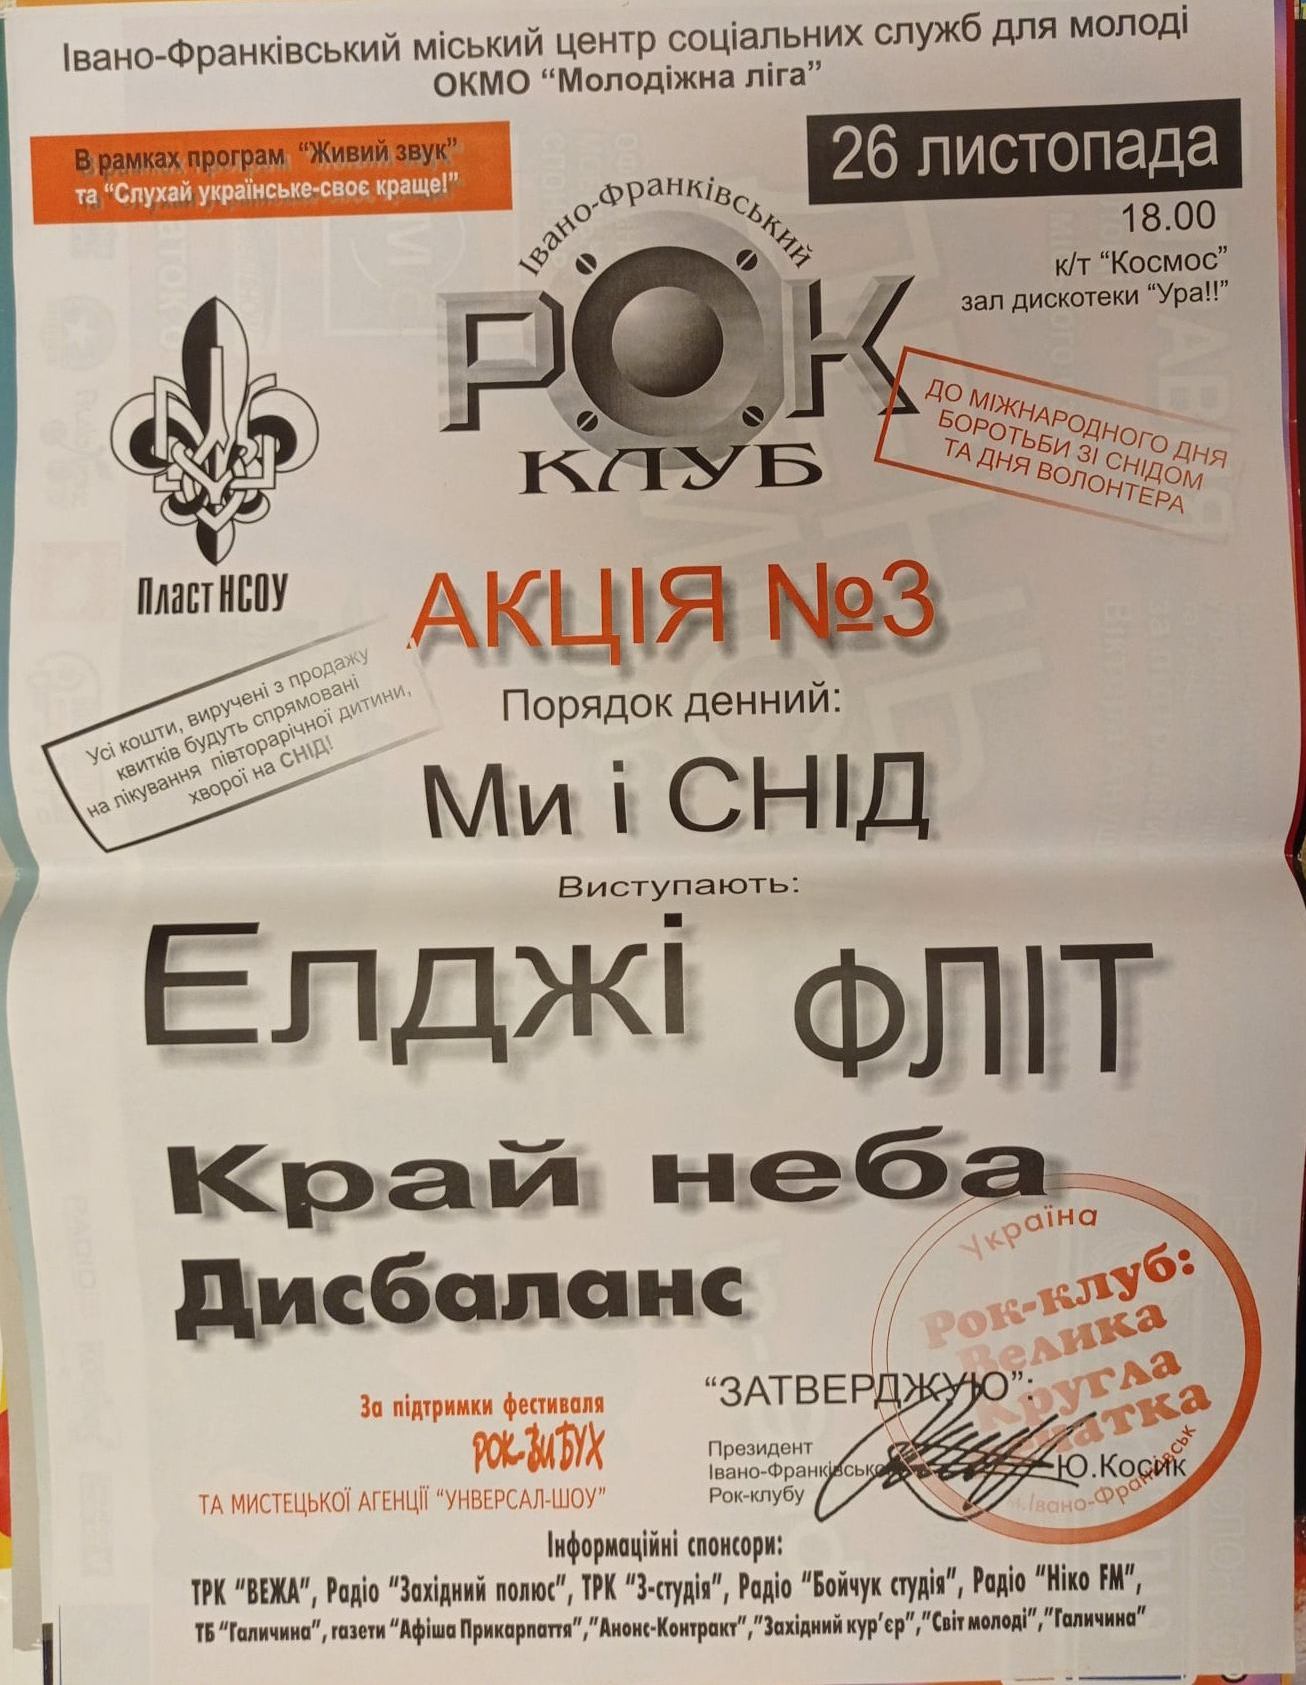 Івано-Франківський міський центр соціальних служб для молоді
ОКМО “Молодіжна ліга”
В рамках програм “Живий звук”
та “Слухай українське-своє краще!”
26 листопада
18.00
к/т “Космос”
зал дискотеки “Ура!!”
Івано-Франківський
РОК
КЛУБ
ДО МІЖНАРОДНОГО ДНЯ
БОРОТЬБИ ЗІ СНІДОМ
ТА ДНЯ ВОЛОНТЕРА
Пласт НСОУ
АКЦІЯ №3
Усі кошти, виручені з продажу
квитків будуть спрямовані
на лікування півторарічної дитини,
хворої на СНІД!
Порядок денний:
Ми і СНІД
Виступають:
Елджі ФЛІТ
Край неба
Дисбаланс
Україна
Рок-клуб:
Велика
Кругла
м.Івано-Франківськ
За підтримки фестиваля
РОК-ЗИБУХ
ТА МИСТЕЦЬКОЇ АГЕНЦІЇ “УНВЕРСАЛ-ШОУ”
“ЗАТВЕРДЖУЮ”:
Президент
Івано-Франківського
Рок-клубу
Ю.Косик
Інформаційні спонсори:
ТРК “ВЕЖА”, Радіо “Західний полюс”, ТРК “3-студія”, Радіо “Бойчук студія”, Радіо “Ніко FM”,
ТБ “Галичина”, газети “Афіша Прикарпаття”,”Анонс-Контракт”,”Західний кур’єр”,”Світ молоді”,”Галичина”